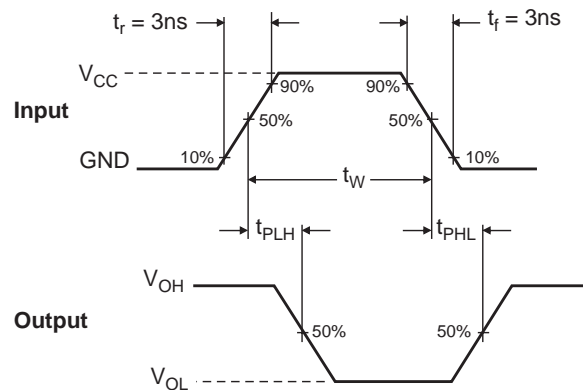 tr = 3ns
tf = 3ns
VCC
90%
90%
Input
50%
50%
GND
10%
10%
tW
tPLH
tPHL
VOH
Output
50%
50%
VOL